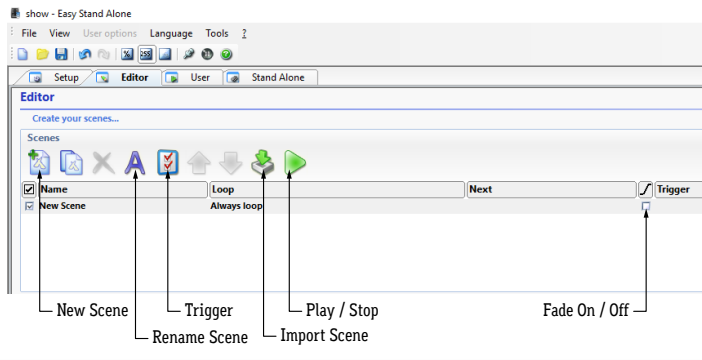 show - Easy Stand Alone
File View User options Language Tools ?
Setup Editor User Stand Alone
Editor
Create your scenes...
Scenes
A
Name Loop Next Trigger
New Scene Always loop
New Scene Trigger Play / Stop Fade On / Off
Rename Scene Import Scene